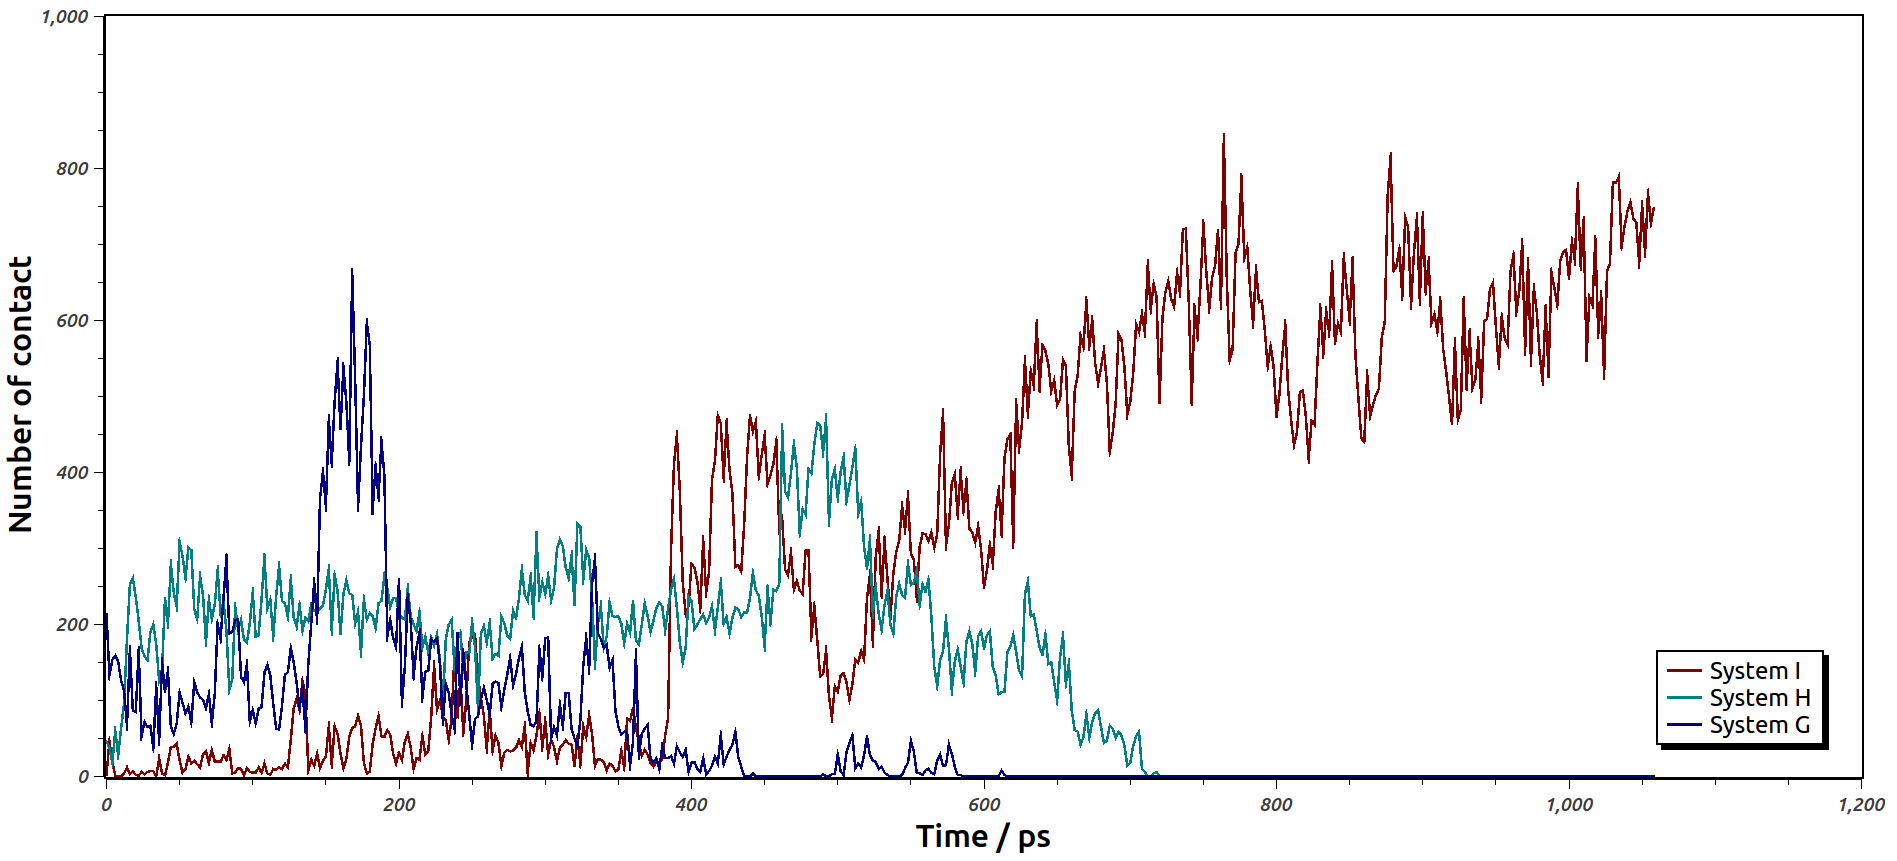 1,000
800
600
400
200
0
Number of contact
0 200 400 600 800 1,000 1,200
Time / ps
System I
System H
System G